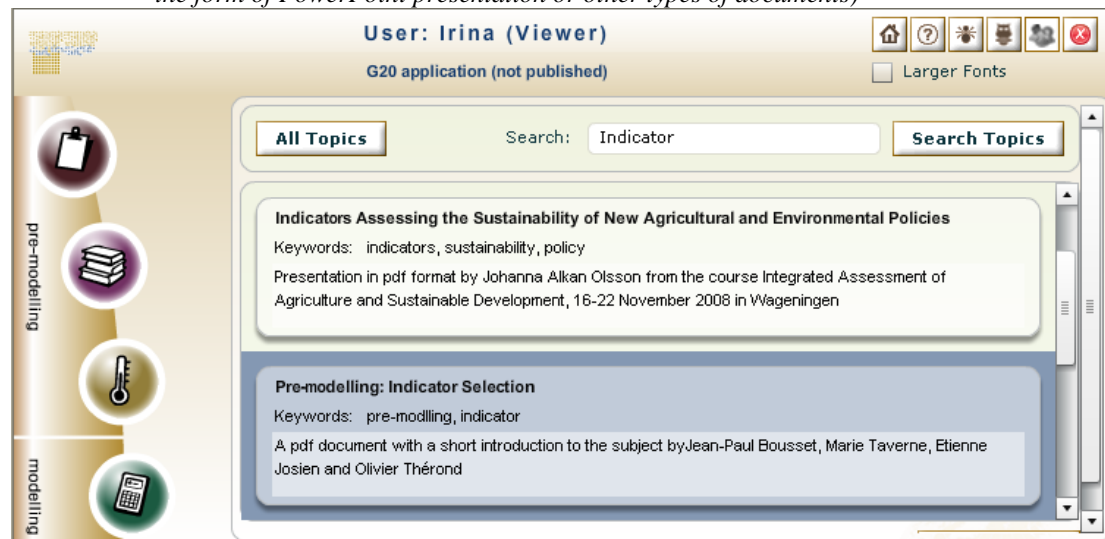 the form of PowerPoint presentation or other types of documents)
User: Irina (Viewer)
G20 application (not published)
Larger Fonts
All Topics
Search:
Indicator
Search Topics
pre-modelling
modelling
Indicators Assessing the Sustainability of New Agricultural and Environmental Policies
Keywords: indicators, sustainability, policy
Presentation in pdf format by Johanna Alkan Olsson from the course Integrated Assessment of
Agriculture and Sustainable Development, 16-22 November 2008 in Wageningen
Pre-modelling: Indicator Selection
Keywords: pre-modlling, indicator
A pdf document with a short introduction to the subject byJean-Paul Bousset, Marie Taverne, Etienne
Josien and Olivier Thérond